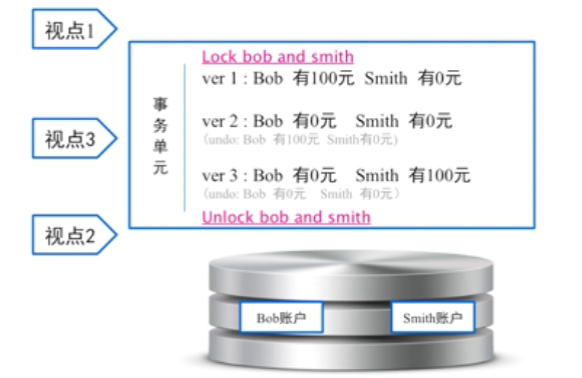 视点1
Lock bob and smith
ver 1 : Bob 有100元 Smith 有0元
事务单元
视点3
ver 2 : Bob 有0元 Smith 有0元
(undo: Bob 有100元 Smith有0元)
ver 3 : Bob 有0元 Smith 有100元
(undo: Bob 有0元 Smith 有0元)
视点2
Unlock bob and smith
Bob账户
Smith账户